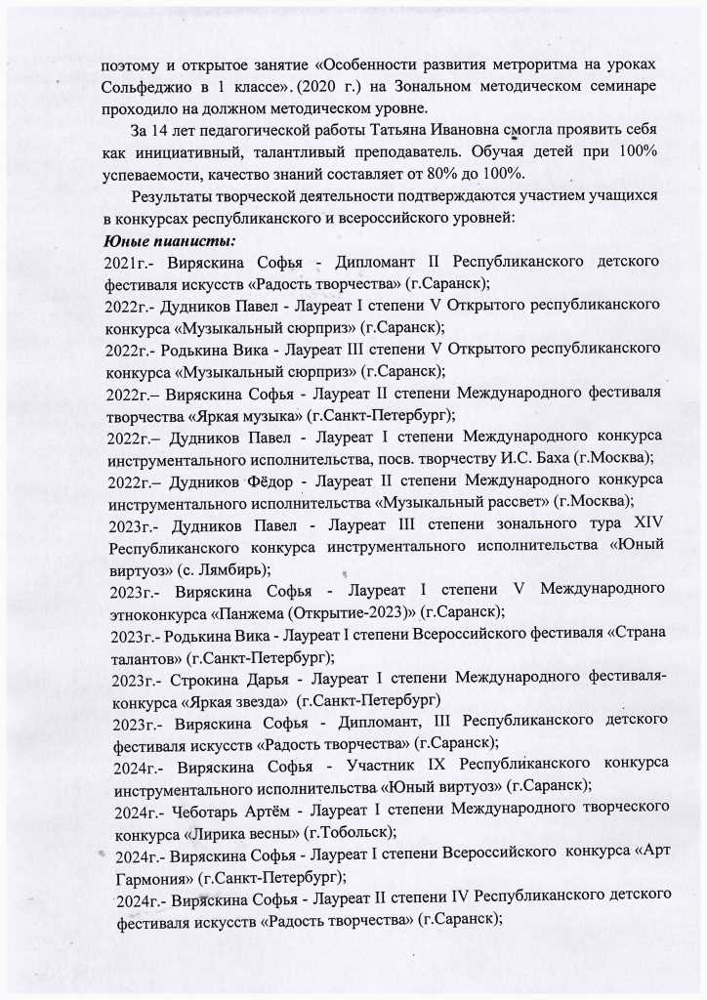 поэтому и открытое занятие «Особенности развития метроритма на уроках
Сольфеджио в 1 классе». (2020 г.) на Зональном методическом семинаре
проходило на должном методическом уровне.
За 14 лет педагогической работы Татьяна Ивановна смогла проявить себя
как инициативный, талантливый преподаватель. Обучая детей при 100%
успеваемости, качество знаний составляет от 80% до 100%.
Результаты творческой деятельности подтверждаются участием учащихся
в конкурсах республиканского и всероссийского уровней:
Юные пианисты:
2021г.- Виряскина Софья - Дипломант II Республиканского детского
фестиваля искусств «Радость творчества» (г.Саранск);
2022г.- Дудников Павел - Лауреат I степени V Открытого республиканского
конкурса «Музыкальный сюрприз» (г.Саранск);
2022г.- Родькина Вика - Лауреат III степени V Открытого республиканского
конкурса «Музыкальный сюрприз» (г.Саранск);
2022г.– Виряскина Софья - Лауреат II степени Международного фестиваля
творчества «Яркая музыка» (г.Санкт-Петербург);
2022г.– Дудников Павел - Лауреат I степени Международного конкурса
инструментального исполнительства, посв. творчеству И.С. Баха (г.Москва);
2022г.– Дудников Фёдор - Лауреат II степени Международного конкурса
инструментального исполнительства «Музыкальный рассвет» (г.Москва);
2023г.- Дудников Павел - Лауреат III степени зонального тура XIV
Республиканского конкурса инструментального исполнительства «Юный
виртуоз» (с. Лямбирь);
2023г.- Виряскина Софья - Лауреат I степени V Международного
этноконкурса «Панжема (Открытие-2023)» (г.Саранск);
2023г.- Родькина Вика - Лауреат I степени Всероссийского фестиваля «Страна
талантов» (г.Санкт-Петербург);
2023г.- Строкина Дарья - Лауреат I степени Международного фестиваля-
конкурса «Яркая звезда» (г.Санкт-Петербург)
2023г.- Виряскина Софья - Дипломант, III Республиканского детского
фестиваля искусств «Радость творчества» (г.Саранск);
2024г.- Виряскина Софья - Участник IX Республиканского конкурса
инструментального исполнительства «Юный виртуоз» (г.Саранск);
2024г.- Чеботарь Артём - Лауреат I степени Международного творческого
конкурса «Лирика весны» (г.Тобольск);
2024г.- Виряскина Софья - Лауреат I степени Всероссийского конкурса «Арт
Гармония» (г.Санкт-Петербург);
2024г.- Виряскина Софья - Лауреат II степени IV Республиканского детского
фестиваля искусств «Радость творчества» (г.Саранск);